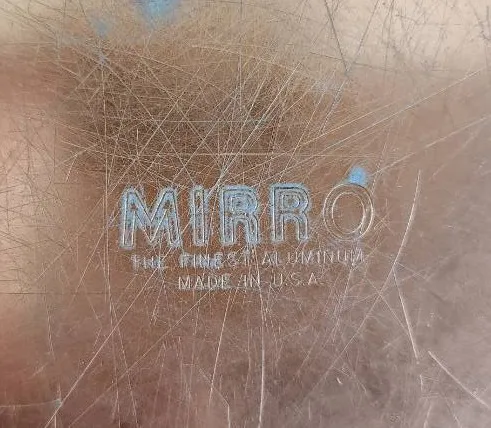 MIRRO
THE FINEST ALUMINUM
MADE IN U.S.A.